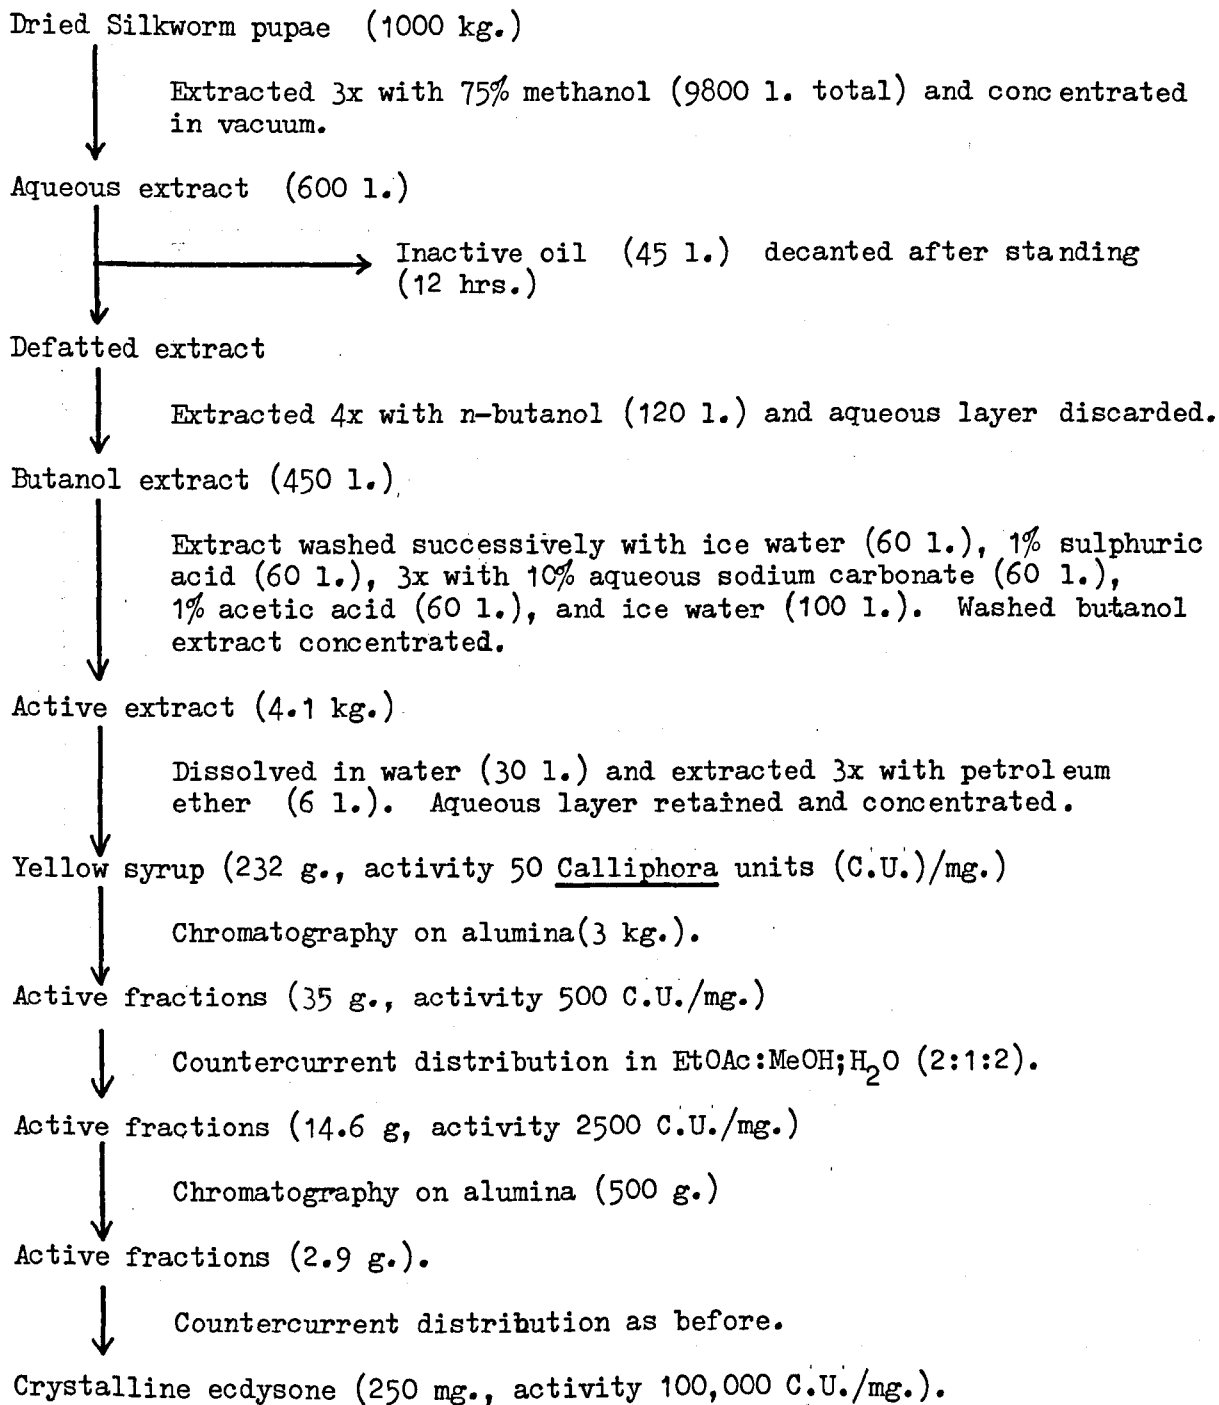 Dried Silkworm pupae (1000 kg.)
Extracted 3x with 75% methanol (9800 l. total) and concentrated
in vacuum.
Aqueous extract (600 l.)
Inactive oil (45 l.) decanted after standing
(12 hrs.)
Defatted extract
Extracted 4x with n-butanol (120 l.) and aqueous layer discarded.
Butanol extract (450 l.)
Extract washed successively with ice water (60 l.), 1% sulphuric
acid (60 l.), 3x with 10% aqueous sodium carbonate (60 l.),
1% acetic acid (60 l.), and ice water (100 l.). Washed butanol
extract concentrated.
Active extract (4.1 kg.)
Dissolved in water (30 l.) and extracted 3x with petroleum
ether (6 l.). Aqueous layer retained and concentrated.
Yellow syrup (232 g., activity 50 Calliphora units (C.U.)/mg.)
Chromatography on alumina(3 kg.).
Active fractions (35 g., activity 500 C.U./mg.)
Countercurrent distribution in EtOAc:MeOH;H₂O (2:1:2).
Active fractions (14.6 g, activity 2500 C.U./mg.)
Chromatography on alumina (500 g.)
Active fractions (2.9 g.).
Countercurrent distribution as before.
Crystalline ecdysone (250 mg., activity 100,000 C.U./mg.).